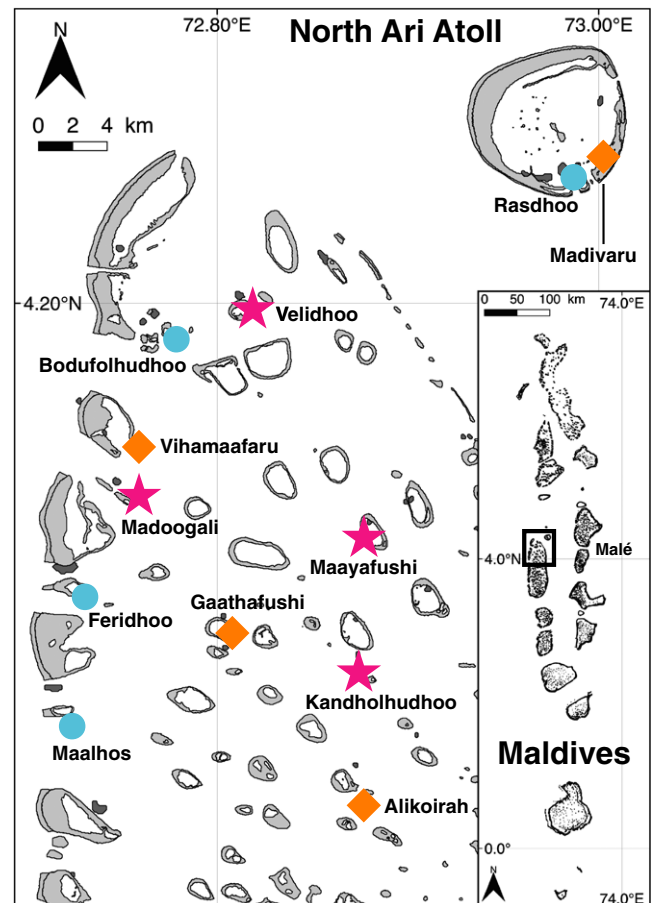 72.80°E
North Ari Atoll
73.00°E
N
0 2 4 km
Rasdhoo
Madivaru
4.20°N
Velidhoo
Bodufolhudhoo
0 50 100 km
74.0°E
Vihamaafaru
Madoogali
Maayafushi
4.0°N
Malé
Gaathafushi
Feridhoo
Kandholhudhoo
Maalhos
Maldives
Alikoirah
0.0°
N
74.0°E